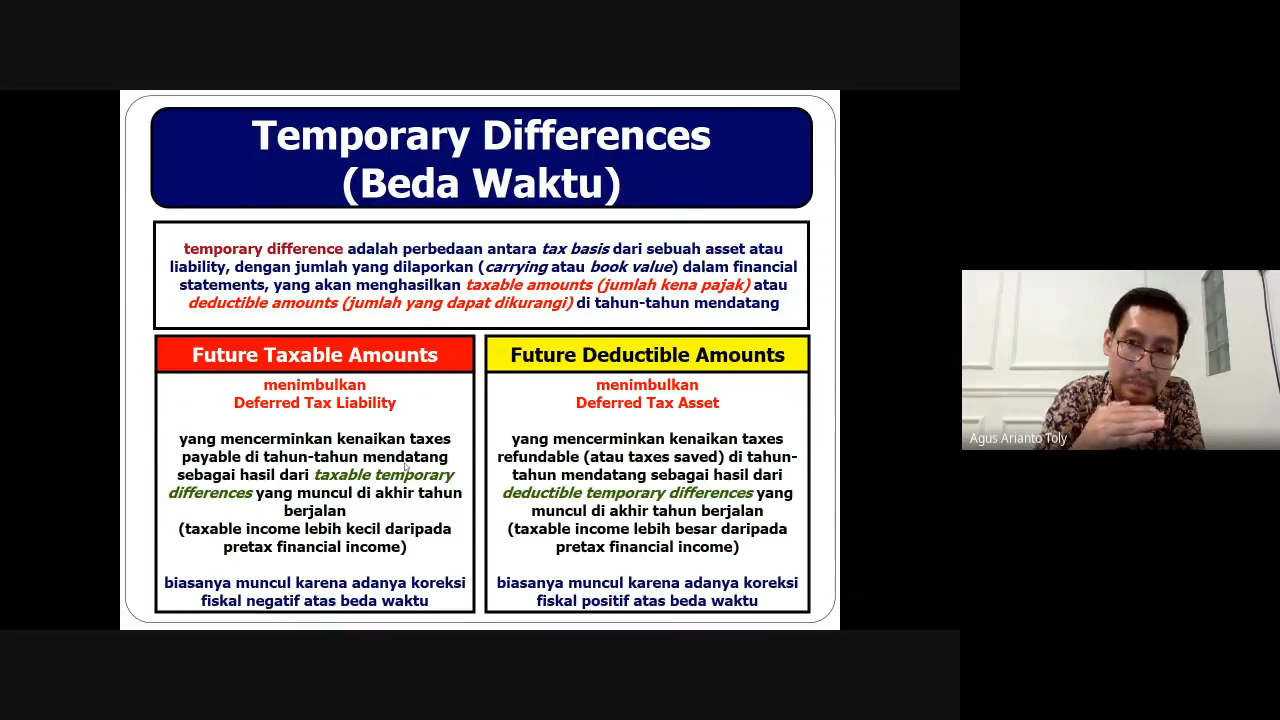 Temporary Differences
(Beda Waktu)
temporary difference adalah perbedaan antara tax basis dari sebuah asset atau
liability, dengan jumlah yang dilaporkan (carrying atau book value) dalam financial
statements, yang akan menghasilkan taxable amounts (jumlah kena pajak) atau
deductible amounts (jumlah yang dapat dikurangi) di tahun-tahun mendatang
Future Taxable Amounts
menimbulkan
Deferred Tax Liability
yang mencerminkan kenaikan taxes
payable di tahun-tahun mendatang
sebagai hasil dari taxable temporary
differences yang muncul di akhir tahun
berjalan
(taxable income lebih kecil daripada
pretax financial income)
biasanya muncul karena adanya koreksi
fiskal negatif atas beda waktu
Future Deductible Amounts
menimbulkan
Deferred Tax Asset
yang mencerminkan kenaikan taxes
refundable (atau taxes saved) di tahun-
tahun mendatang sebagai hasil dari
deductible temporary differences yang
muncul di akhir tahun berjalan
(taxable income lebih besar daripada
pretax financial income)
biasanya muncul karena adanya koreksi
fiskal positif atas beda waktu
Agus Arianto Toly